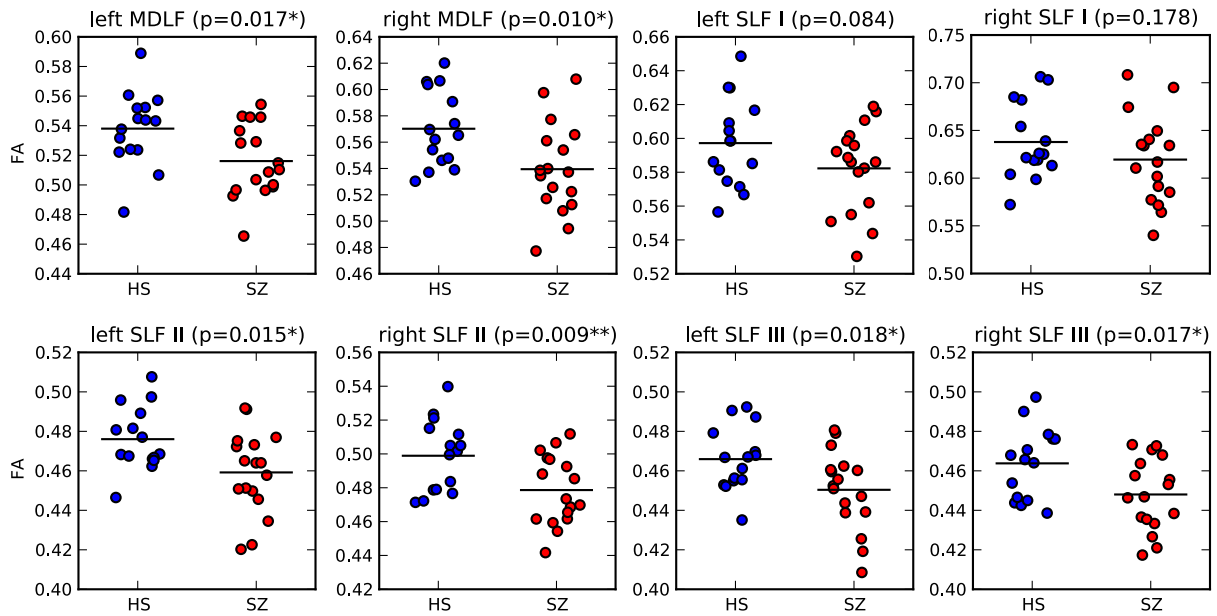 left MDLF (p=0.017*)
right MDLF (p=0.010*)
left SLF I (p=0.084)
right SLF I (p=0.178)
FA
0.60
0.58
0.56
0.54
0.52
0.50
0.48
0.46
0.44
HS
SZ
0.64
0.62
0.60
0.58
0.56
0.54
0.52
0.50
0.48
0.46
HS
SZ
0.66
0.64
0.62
0.60
0.58
0.56
0.54
0.52
HS
SZ
0.75
0.70
0.65
0.60
0.55
0.50
HS
SZ
left SLF II (p=0.015*)
right SLF II (p=0.009**)
left SLF III (p=0.018*)
right SLF III (p=0.017*)
FA
0.52
0.50
0.48
0.46
0.44
0.42
0.40
HS
SZ
0.56
0.54
0.52
0.50
0.48
0.46
0.44
0.42
HS
SZ
0.52
0.50
0.48
0.46
0.44
0.42
0.40
HS
SZ
0.52
0.50
0.48
0.46
0.44
0.42
0.40
HS
SZ